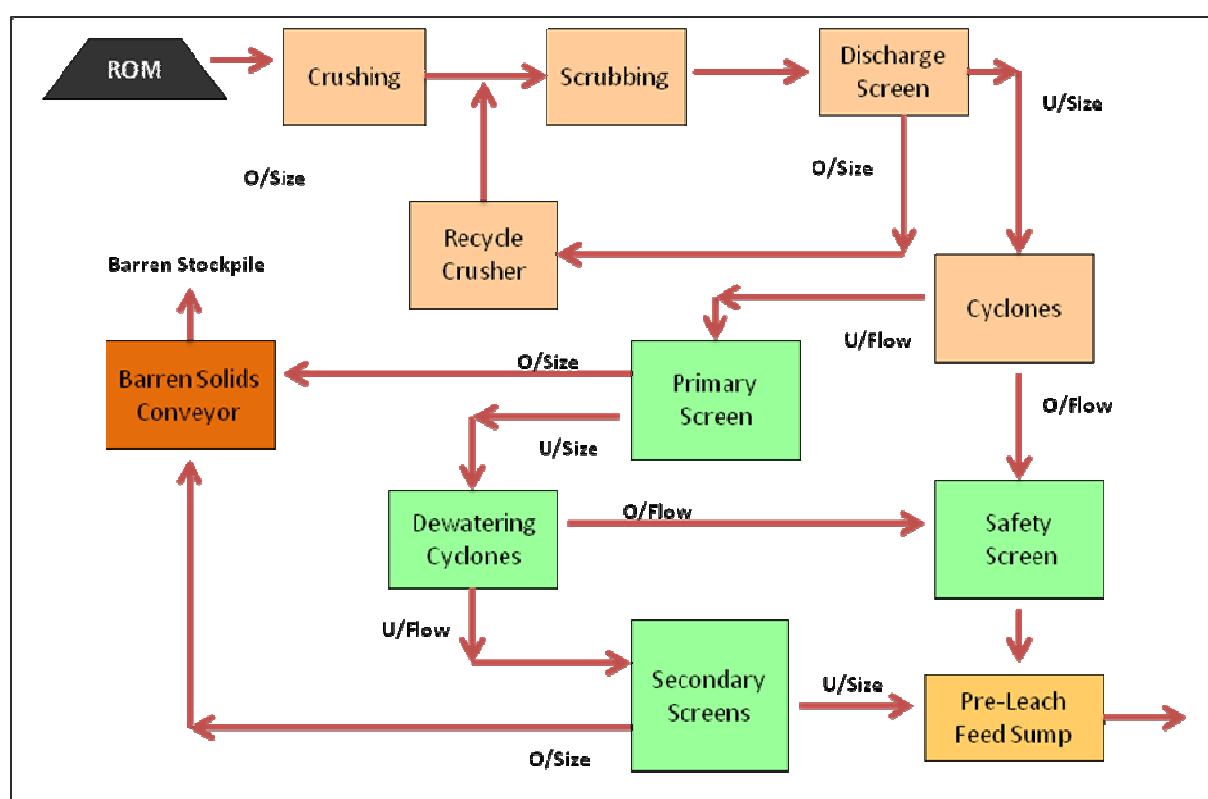 ROM
Crushing
Scrubbing
Discharge
Screen
U/Size
O/Size
O/Size
Recycle
Crusher
Barren Stockpile
Cyclones
U/Flow
Barren Solids
Conveyor
O/Size
Primary
Screen
O/Flow
U/Size
Dewatering
Cyclones
O/Flow
Safety
Screen
U/Flow
Secondary
Screens
U/Size
Pre-Leach
Feed Sump
O/Size